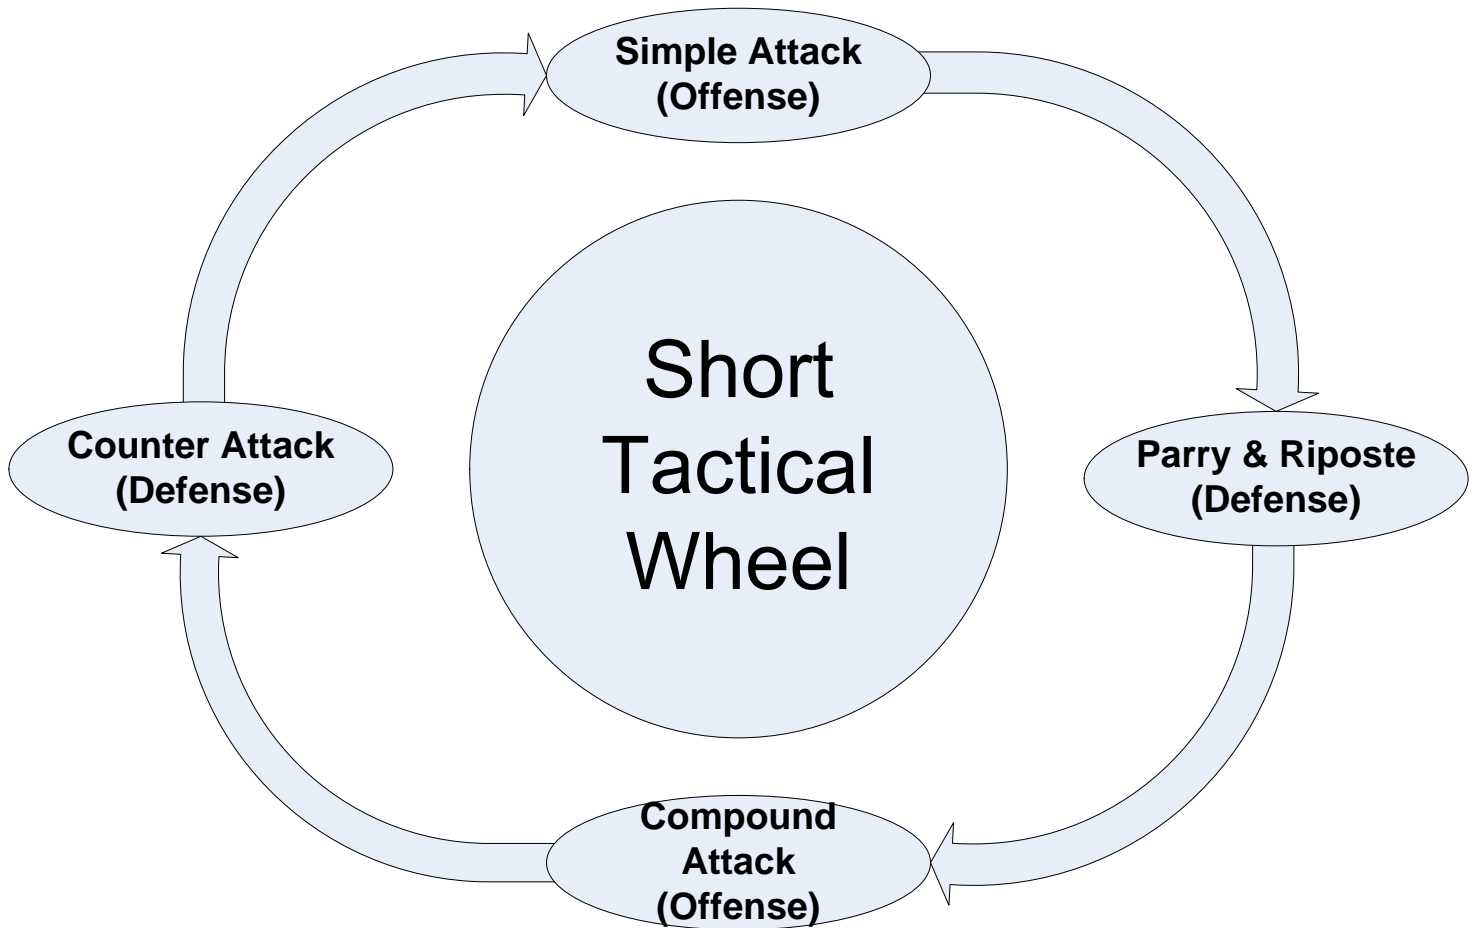 Simple Attack
(Offense)
Short
Tactical
Wheel
Counter Attack
(Defense)
Parry & Riposte
(Defense)
Compound
Attack
(Offense)